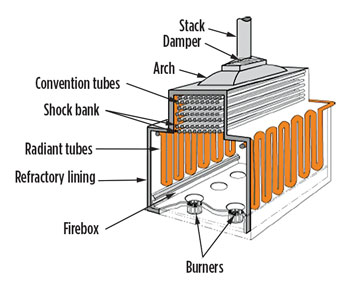 Stack
Damper
Arch
Convention tubes
Shock bank
Radiant tubes
Refractory lining
Firebox
Burners